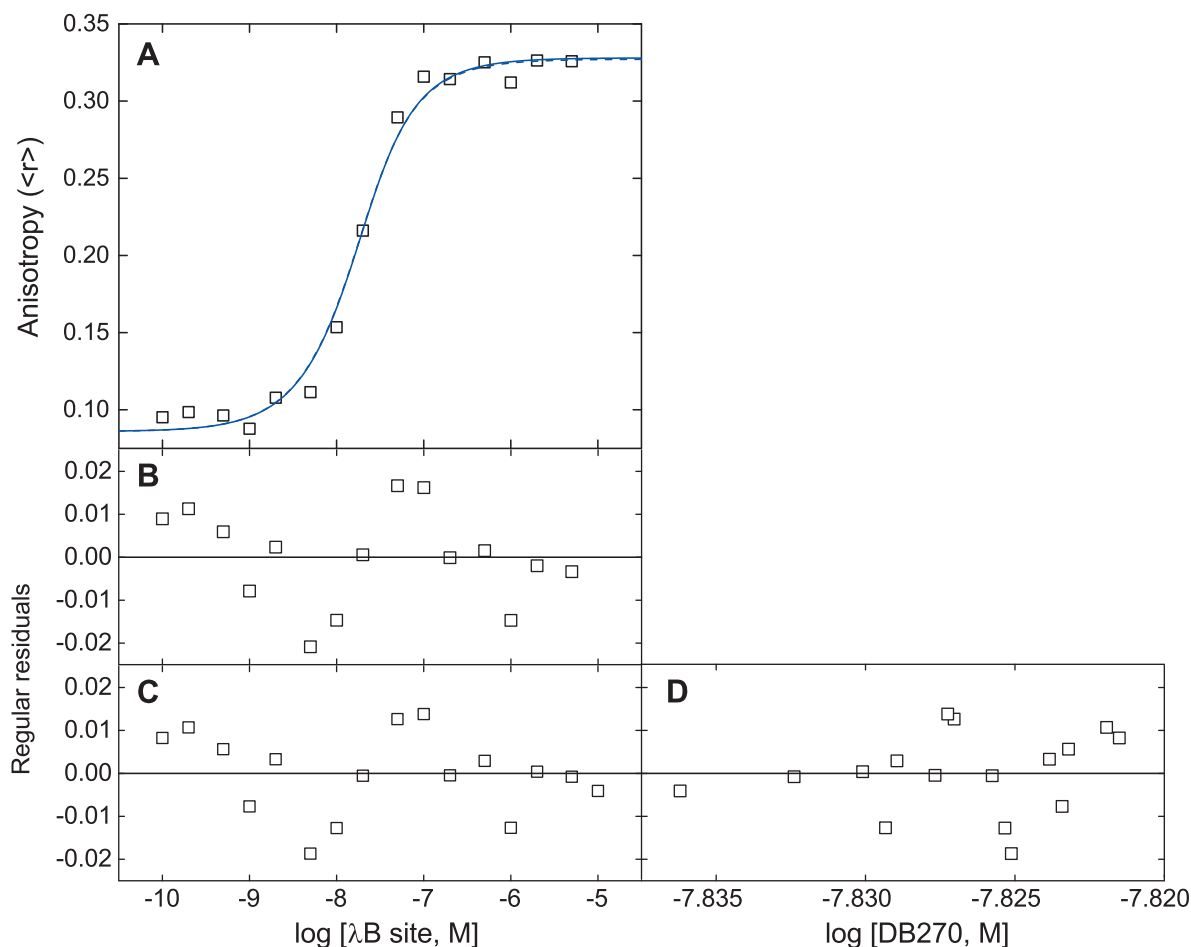 A
0.35
0.30
0.25
0.20
0.15
0.10
Anisotropy (<r>)
B
0.02
0.01
0.00
-0.01
-0.02
C
D
0.02
0.01
0.00
-0.01
-0.02
Regular residuals
-10 -9 -8 -7 -6 -5
-7.835 -7.830 -7.825 -7.820
log [λB site, M]
log [DB270, M]